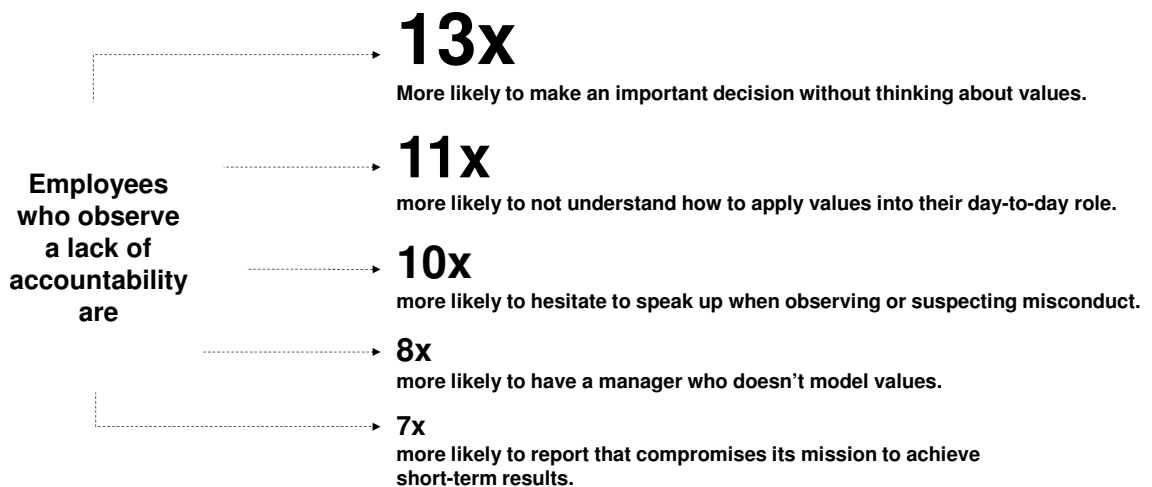 Employees
who observe
a lack of
accountability
are
13x
More likely to make an important decision without thinking about values.
11x
more likely to not understand how to apply values into their day-to-day role.
10x
more likely to hesitate to speak up when observing or suspecting misconduct.
8x
more likely to have a manager who doesn’t model values.
7x
more likely to report that compromises its mission to achieve
short-term results.